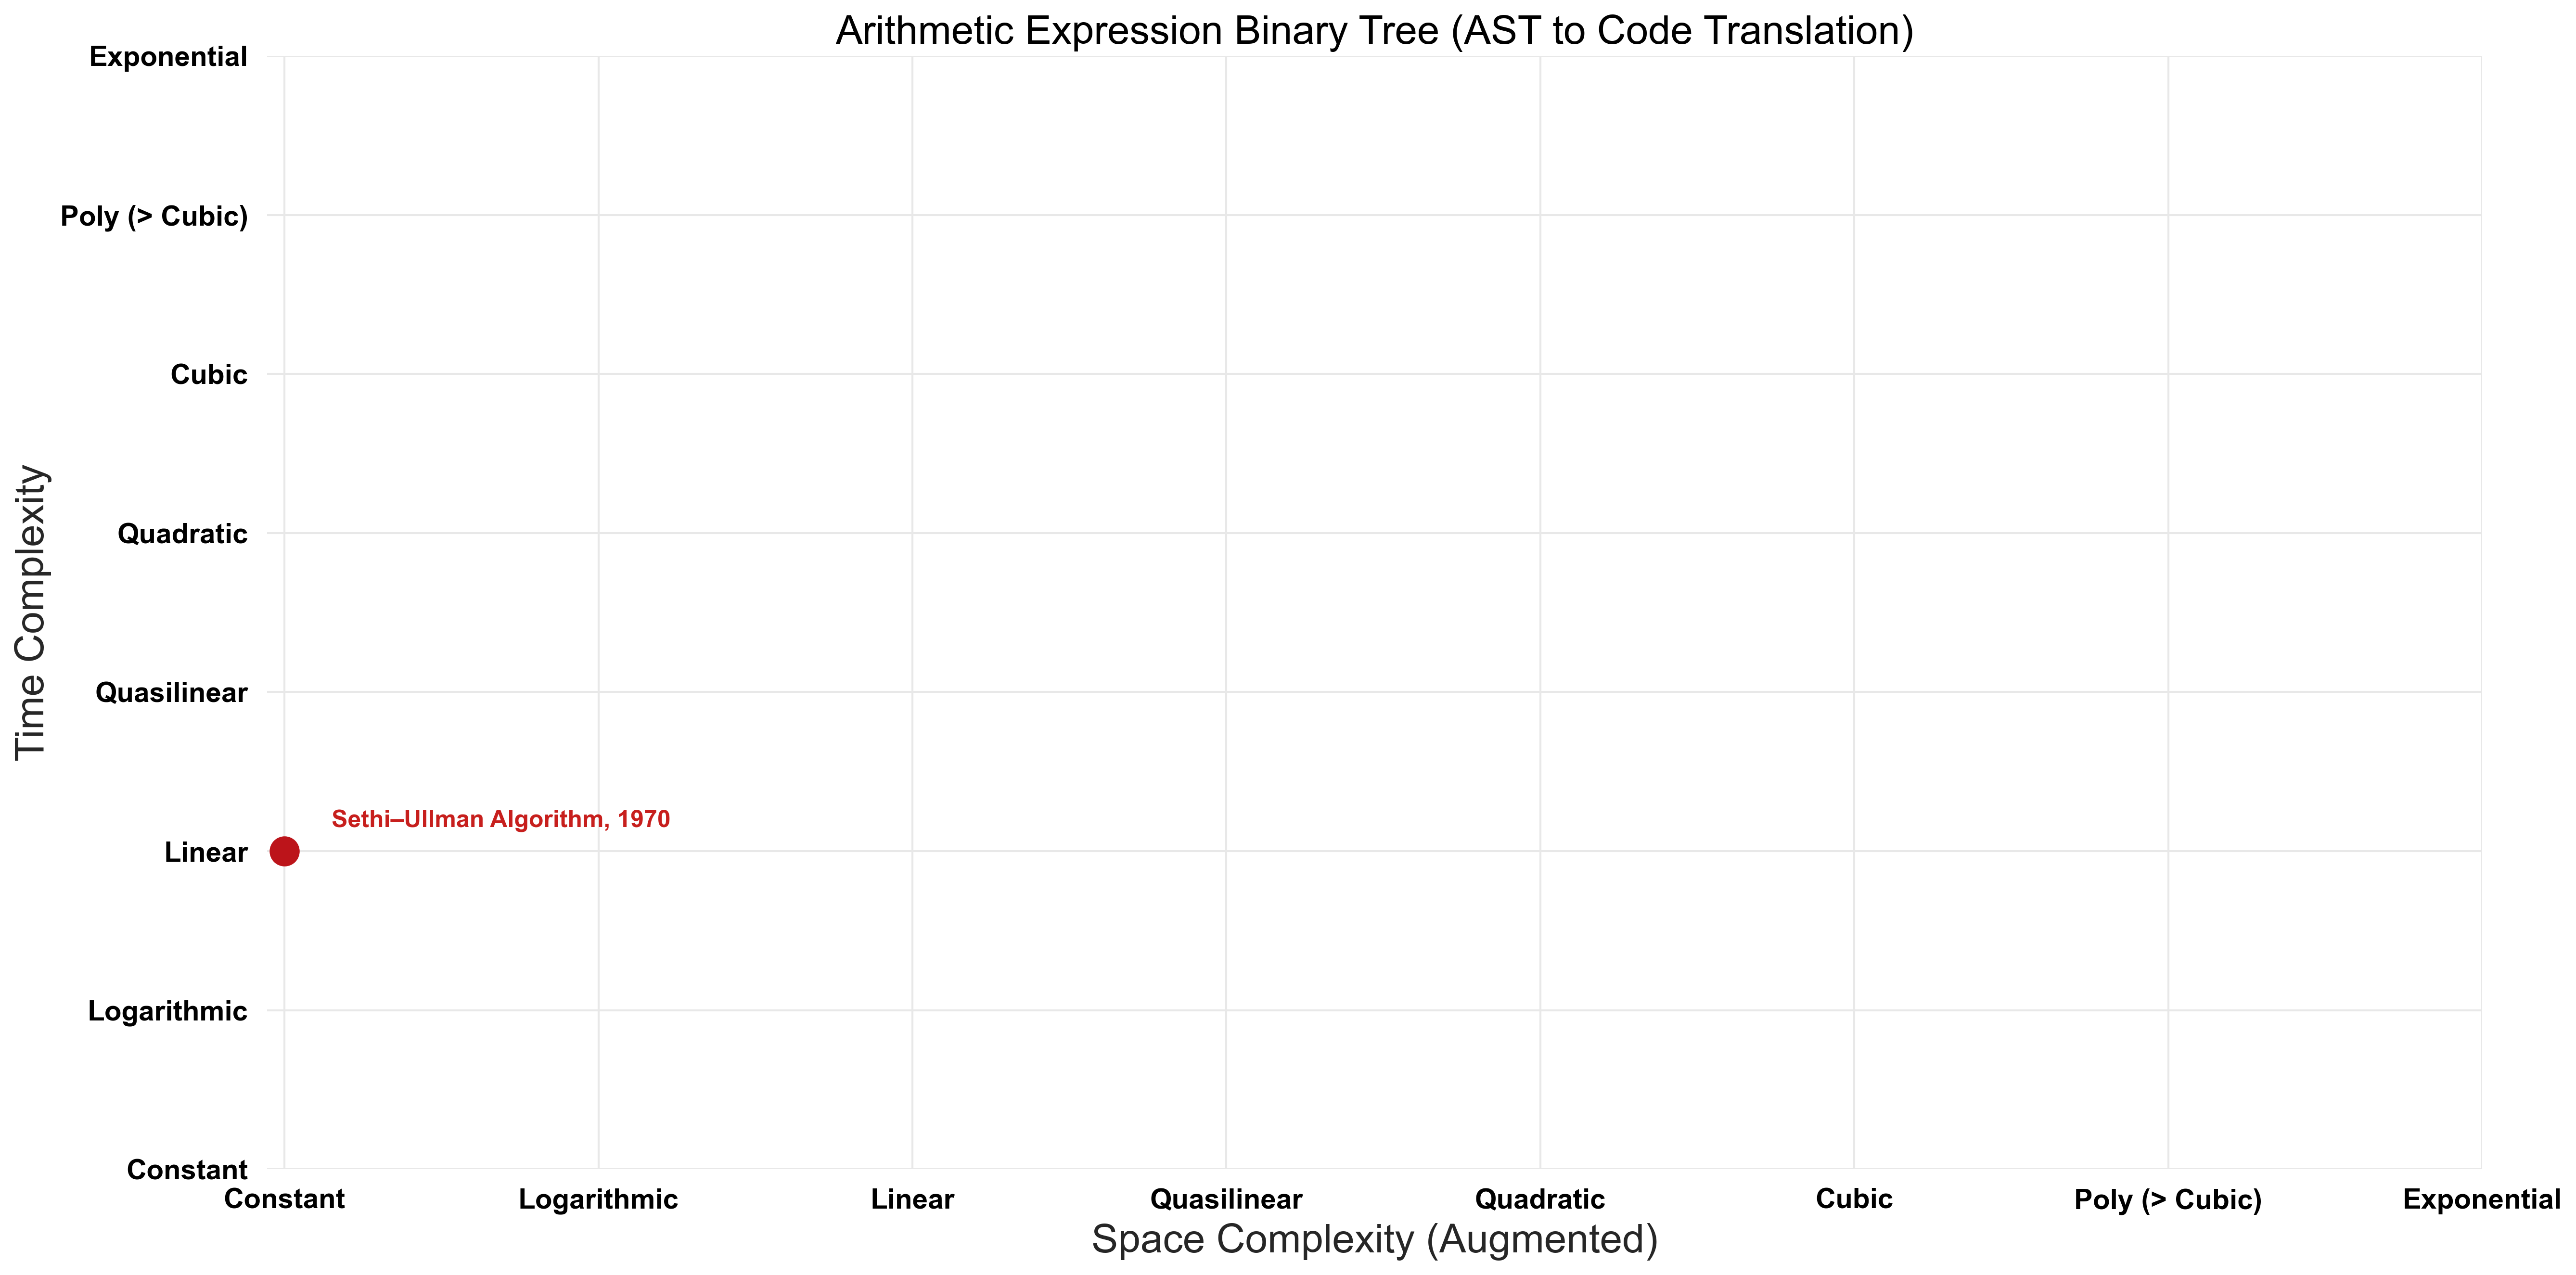 Arithmetic Expression Binary Tree (AST to Code Translation)
Exponential
Poly (> Cubic)
Cubic
Quadratic
Quasilinear
Linear
Logarithmic
Constant
Time Complexity
Sethi–Ullman Algorithm, 1970
Constant Logarithmic Linear Quasilinear Quadratic Cubic Poly (> Cubic) Exponential
Space Complexity (Augmented)